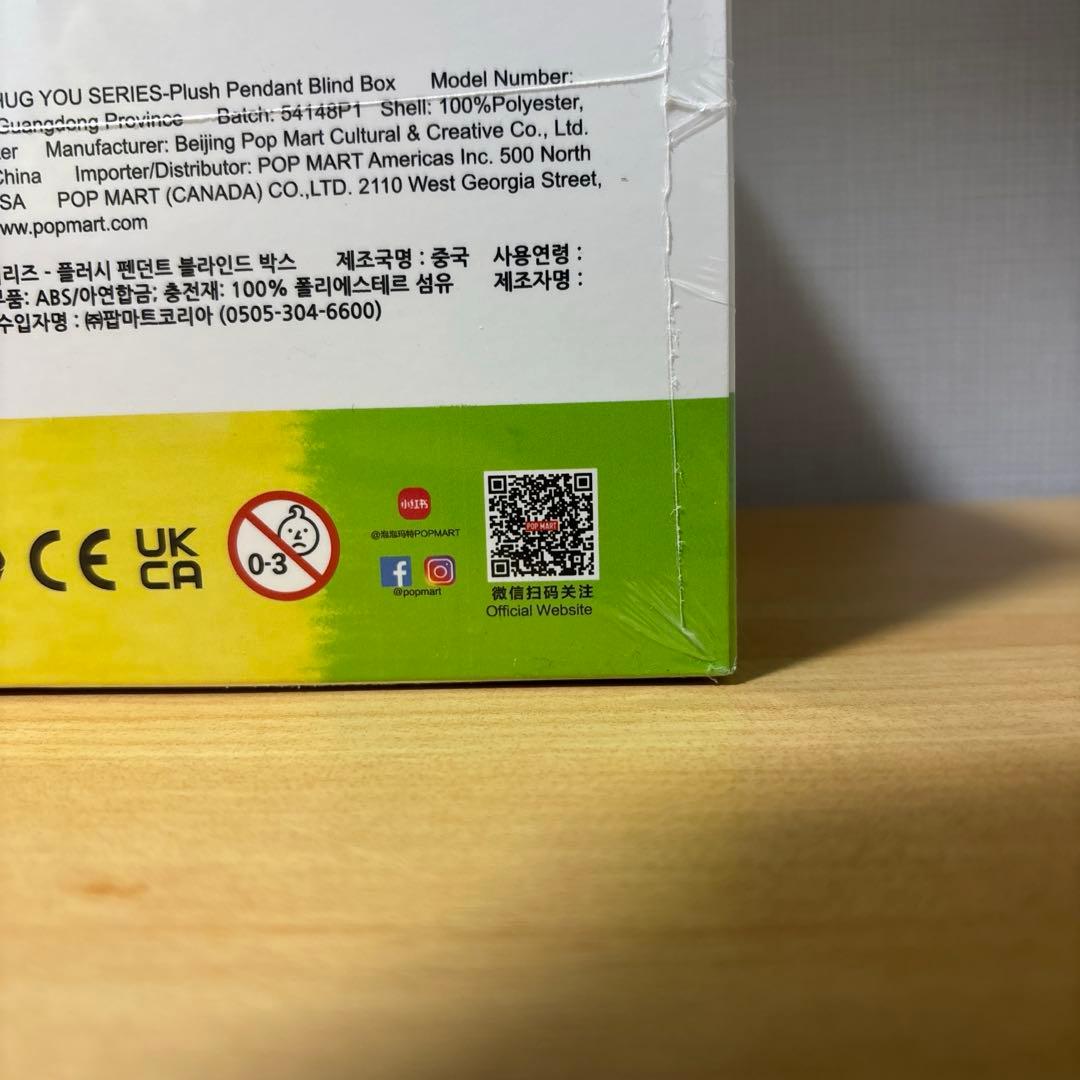 HUG YOU SERIES-Plush Pendant Blind Box Model Number:
Guangdong Province Batch: 54148P1 Shell: 100%Polyester,
er Manufacturer: Beijing Pop Mart Cultural & Creative Co., Ltd.
China Importer/Distributor: POP MART Americas Inc. 500 North
SA POP MART (CANADA) CO.,LTD. 2110 West Georgia Street,
ww.popmart.com
리즈 - 플러시 펜던트 블라인드 박스 제조국명 : 중국 사용연령 :
부품: ABS/아연합금; 충전재: 100% 폴리에스테르 섬유 제조자명 :
수입자명 : ㈜팝마트코리아 (0505-304-6600)
CE
UK
CA
0-3
小红书
@泡泡玛特POPMART
@popmart
POP MART
微信扫码关注
Official Website